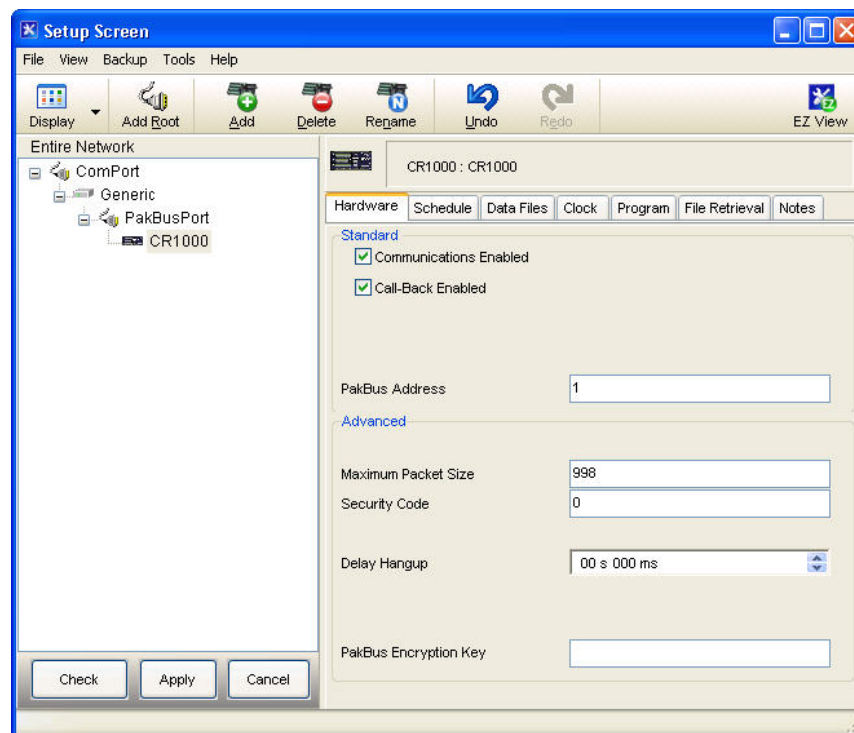 Setup Screen
File View Backup Tools Help
Display Add Root Add Delete Rename Undo Redo EZ View
Entire Network
ComPort
Generic
PakBusPort
CR1000
CR1000 : CR1000
Hardware Schedule Data Files Clock Program File Retrieval Notes
Standard
Communications Enabled
Call-Back Enabled
PakBus Address 1
Advanced
Maximum Packet Size 998
Security Code 0
Delay Hangup 00 s 000 ms
PakBus Encryption Key
Check Apply Cancel